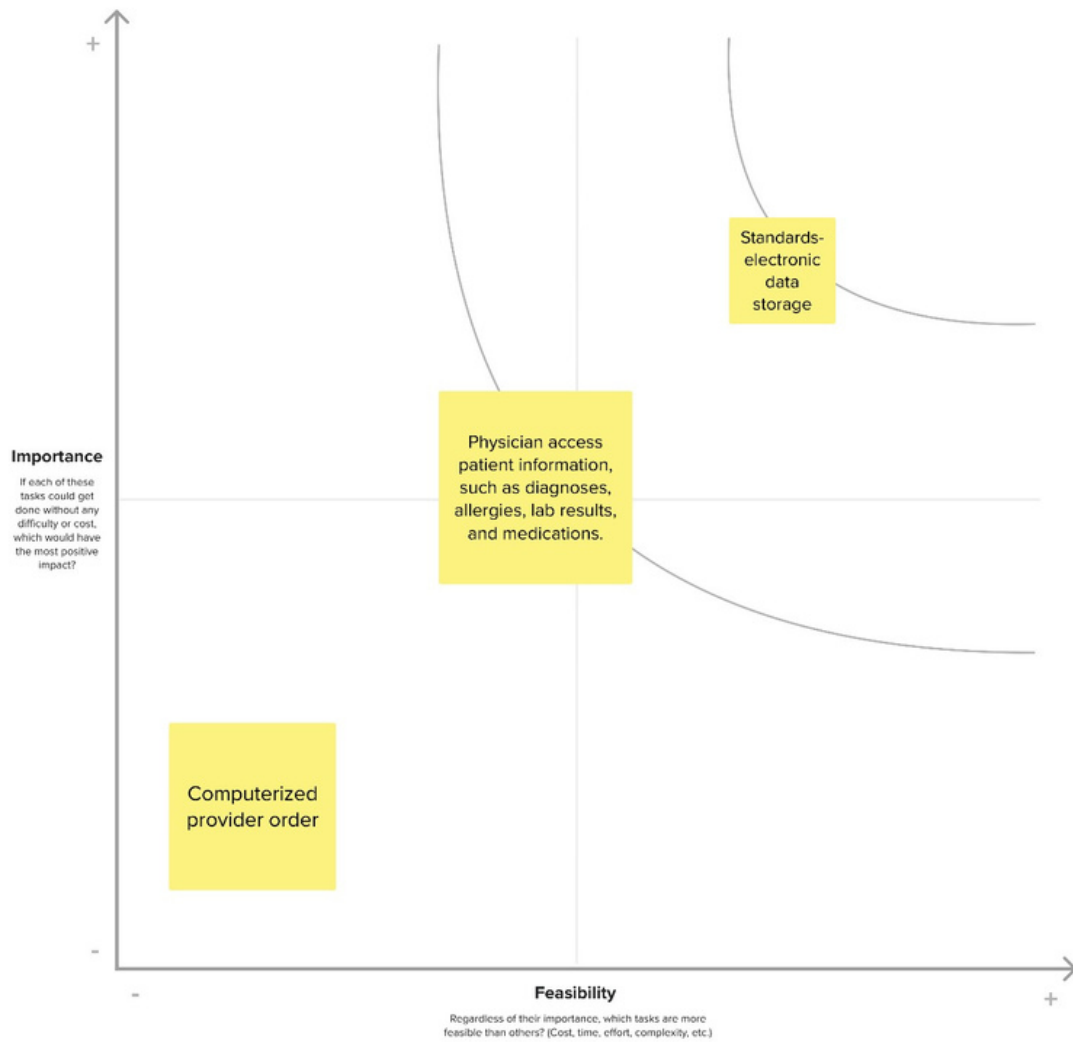 +
Standards-
electronic
data
storage
Physician access
patient information,
such as diagnoses,
allergies, lab results,
and medications.
Importance
If each of these
tasks could get
done without any
difficulty or cost,
which would have
the most positive
impact?
Computerized
provider order
-
-
Feasibility
+
Regardless of their importance, which tasks are more
feasible than others? (Cost, time, effort, complexity, etc.)